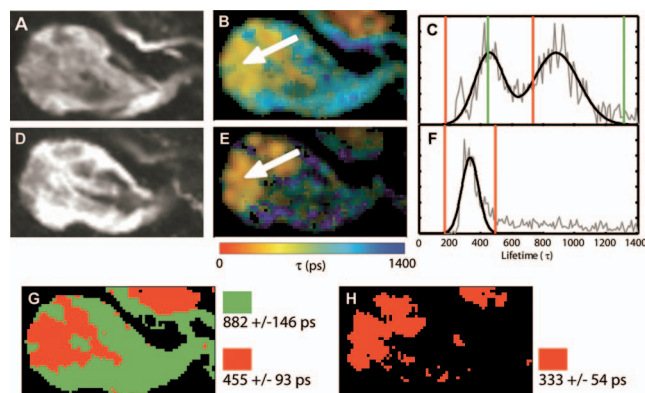 A
B
C
D
E
F
0
τ (ps)
1400
0 200 400 600 800 1000 1200 1400
Lifetime (τ)
G
882 +/-146 ps
455 +/- 93 ps
H
333 +/- 54 ps